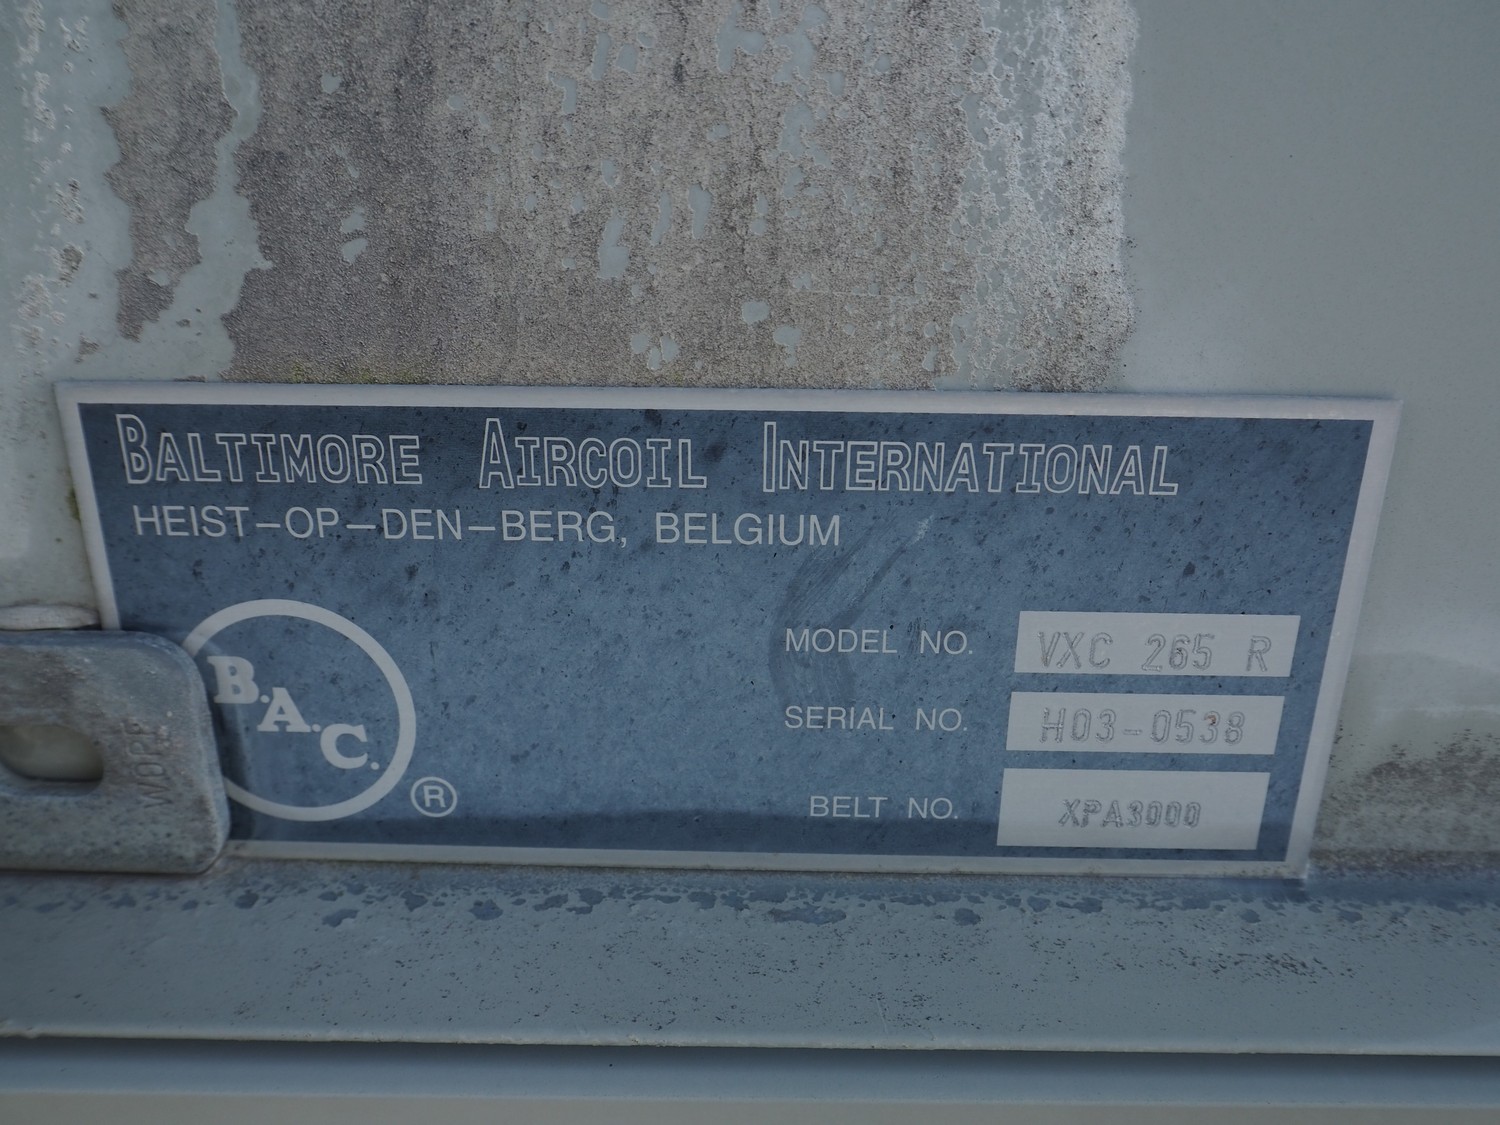 BALTIMORE AIRCOIL INTERNATIONAL
HEIST-OP-DEN-BERG, BELGIUM
B.A.C.
®
MODEL NO. VXC 265 R
SERIAL NO. H03-0538
BELT NO. XPA3000